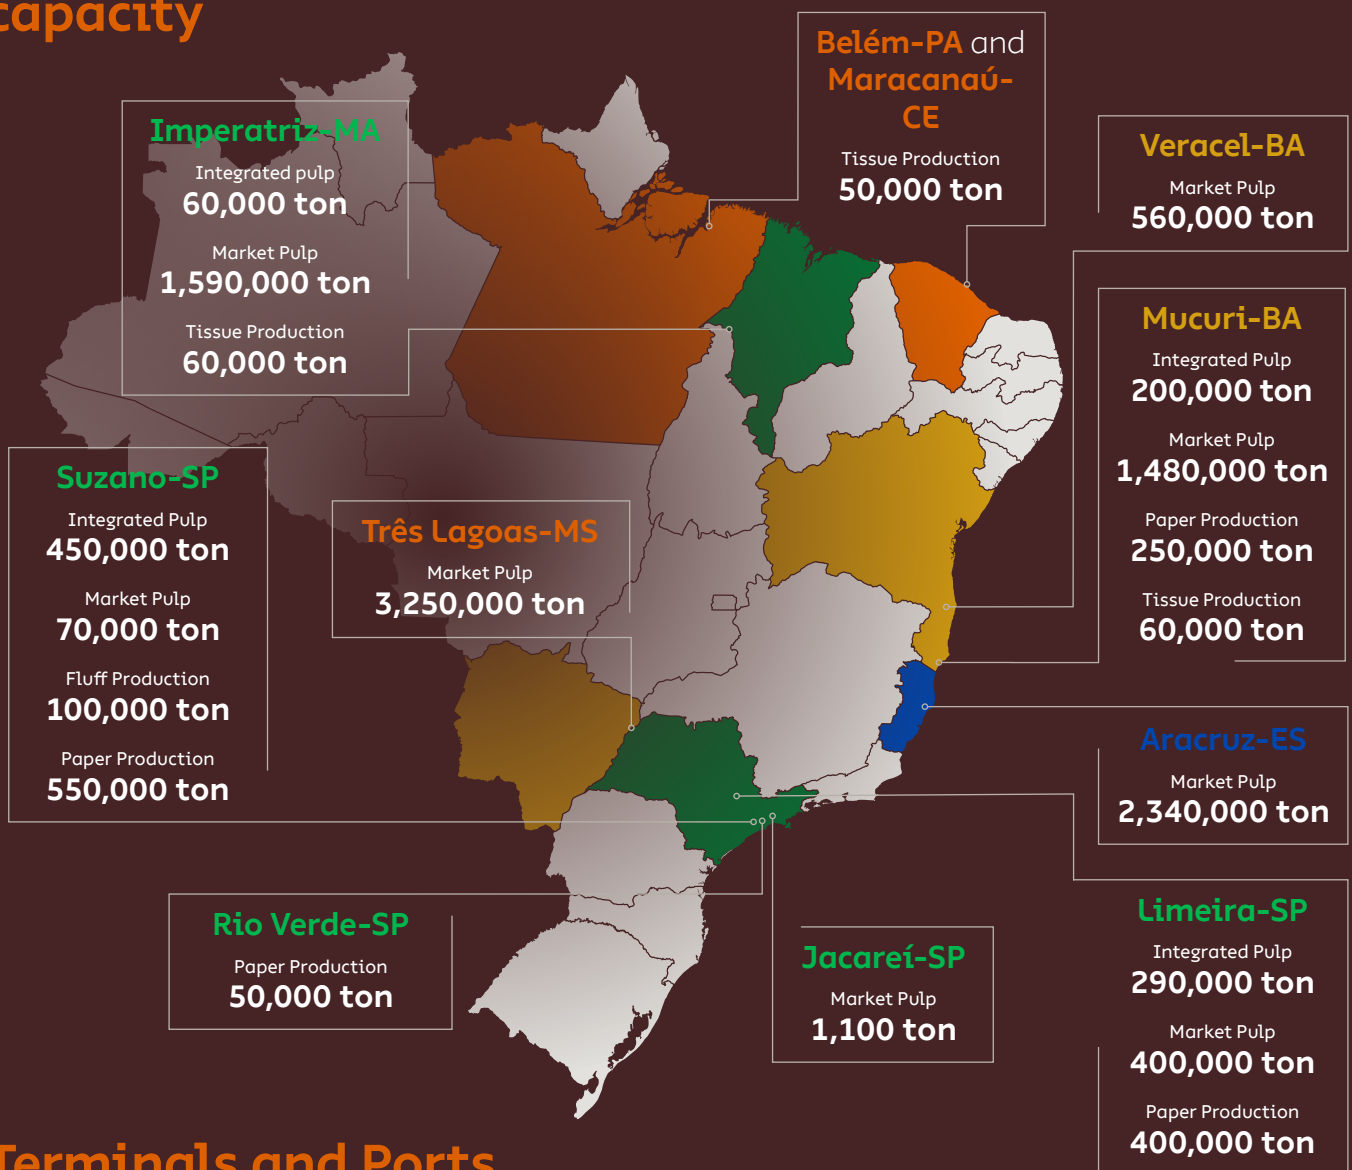 capacity
Belém-PA and
Maracanaú-
CE
Tissue Production
50,000 ton
Imperatriz-MA
Integrated pulp
60,000 ton
Market Pulp
1,590,000 ton
Tissue Production
60,000 ton
Veracel-BA
Market Pulp
560,000 ton
Mucuri-BA
Integrated Pulp
200,000 ton
Market Pulp
1,480,000 ton
Paper Production
250,000 ton
Tissue Production
60,000 ton
Suzano-SP
Integrated Pulp
450,000 ton
Market Pulp
70,000 ton
Fluff Production
100,000 ton
Paper Production
550,000 ton
Três Lagoas-MS
Market Pulp
3,250,000 ton
Aracruz-ES
Market Pulp
2,340,000 ton
Rio Verde-SP
Paper Production
50,000 ton
Jacareí-SP
Market Pulp
1,100 ton
Limeira-SP
Integrated Pulp
290,000 ton
Market Pulp
400,000 ton
Paper Production
400,000 ton
Terminals and Ports